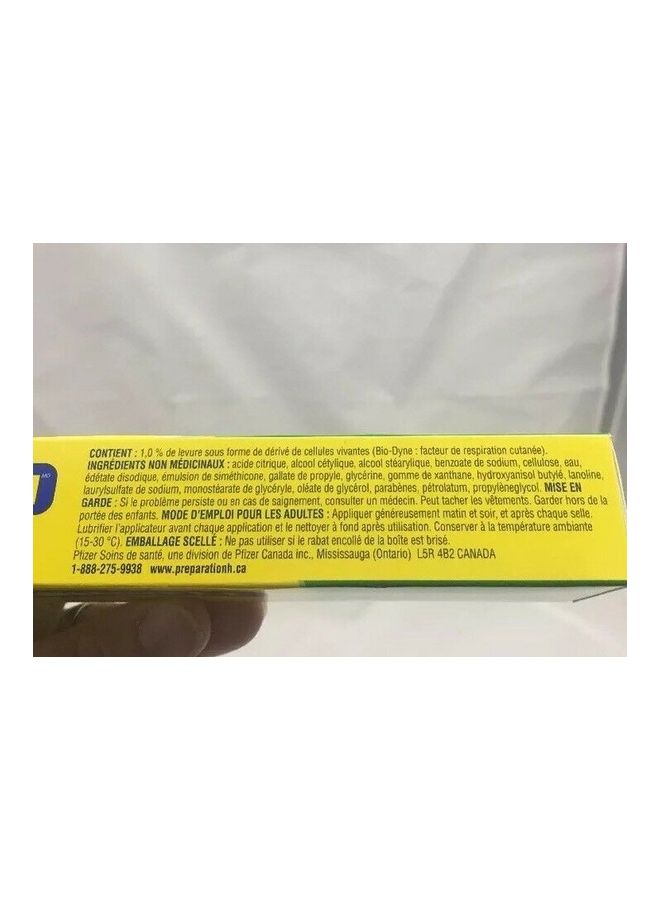 CONTIENT : 1,0 % de levure sous forme de dérivé de cellules vivantes (Bio-Dyne : facteur de respiration cutanée).
INGRÉDIENTS NON MÉDICINAUX : acide citrique, alcool cétylique, alcool stéarylique, benzoate de sodium, cellulose, eau,
édétate disodique, émulsion de siméthicone, gallate de propyle, glycérine, gomme de xanthane, hydroxyanisol butylé, lanoline,
laurylsulfate de sodium, monostéarate de glycéryle, oléate de glycérol, parabènes, pétrolatum, propylèneglycol. MISE EN
GARDE : Si le problème persiste ou en cas de saignement, consulter un médecin. Peut tacher les vêtements. Garder hors de la
portée des enfants. MODE D'EMPLOI POUR LES ADULTES : Appliquer généreusement matin et soir, et après chaque selle.
Lubrifier l'applicateur avant chaque application et le nettoyer à fond après utilisation. Conserver à la température ambiante
(15-30 °C). EMBALLAGE SCELLÉ : Ne pas utiliser si le rabat encollé de la boîte est brisé.
Pfizer Soins de santé, une division de Pfizer Canada inc., Mississauga (Ontario) L5R 4B2 CANADA
1-888-275-9938 www.preparationh.ca
MD